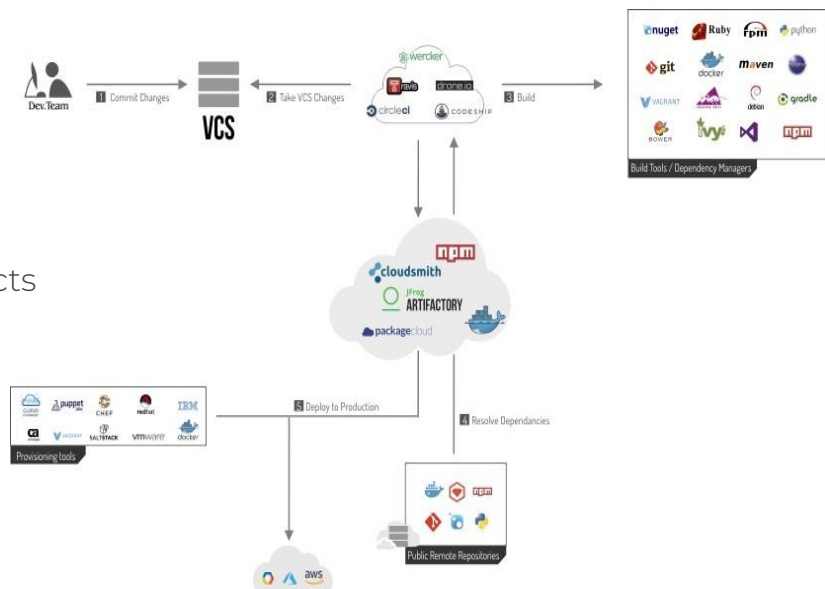 Dev.Team
1 Commit Changes
VCS
2 Take VCS Changes
wercker
Travis
drone.io
circleci
CODESHIP
3 Build
nuget
Ruby
rpm
python
git
docker
maven
VAGRANT
debian
gradle
BOWER
ivy
npm
Build Tools / Dependency Managers
cts
npm
cloudsmith
JFrog
ARTIFACTORY
packagecloud
5 Deploy to Production
4 Resolve Dependancies
puppet
CHEF
redhat
IBM
ca
VAGRANT
SALTSTACK
vmware
docker
Provisioning tools
npm
Public Remote Repositories
aws